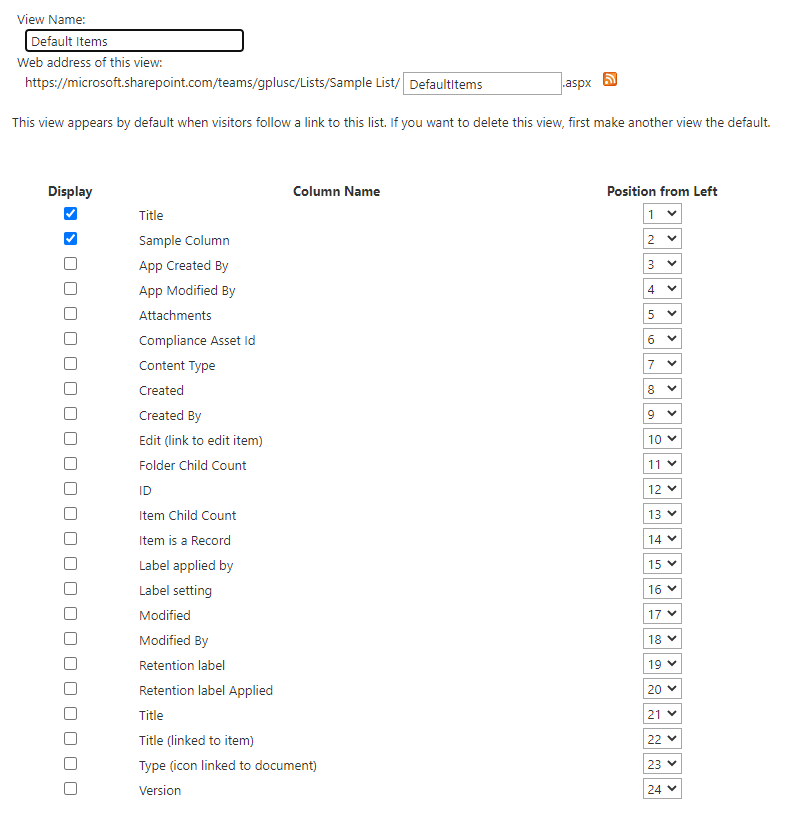 View Name:
Default Items
Web address of this view:
https://microsoft.sharepoint.com/teams/gplusc/Lists/Sample List/ DefaultItems .aspx
This view appears by default when visitors follow a link to this list. If you want to delete this view, first make another view the default.
Display Column Name Position from Left
Title 1
Sample Column 2
App Created By 3
App Modified By 4
Attachments 5
Compliance Asset Id 6
Content Type 7
Created 8
Created By 9
Edit (link to edit item) 10
Folder Child Count 11
ID 12
Item Child Count 13
Item is a Record 14
Label applied by 15
Label setting 16
Modified 17
Modified By 18
Retention label 19
Retention label Applied 20
Title 21
Title (linked to item) 22
Type (icon linked to document) 23
Version 24